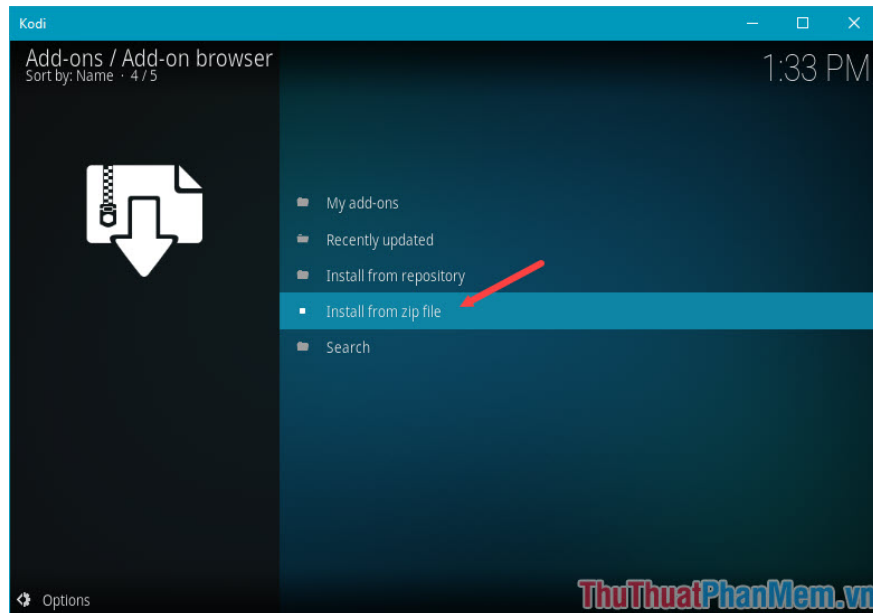 Kodi
Add-ons / Add-on browser
Sort by: Name · 4 / 5
1:33 PM
My add-ons
Recently updated
Install from repository
Install from zip file
Search
Options
ThuThuatPhanMem.vn